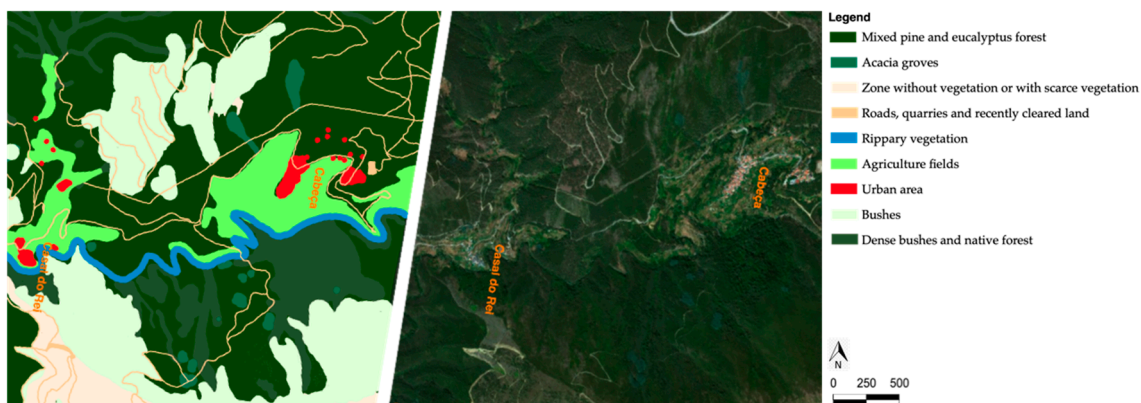 Legend
Mixed pine and eucalyptus forest
Acacia groves
Zone without vegetation or with scarce vegetation
Roads, quarries and recently cleared land
Rippary vegetation
Agriculture fields
Urban area
Bushes
Dense bushes and native forest
Cabeça
Casal do Rei
Cabeça
Casal do Rei
N
0 250 500